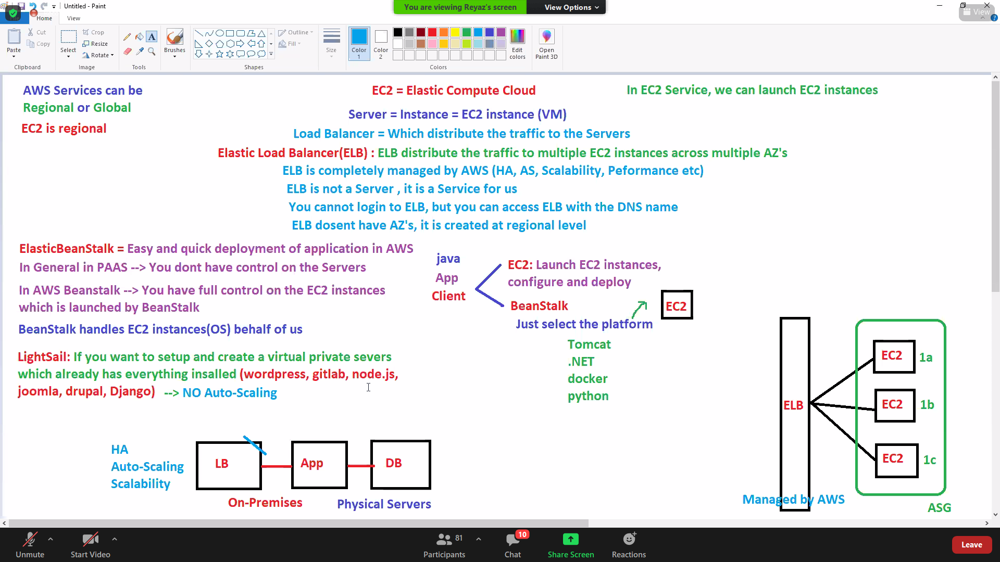 Untitled - Paint
You are viewing Reyaz's screen
View Options
View
File
Home
View
Paste
Cut
Copy
Clipboard
Select
Crop
Resize
Rotate
Image
A
Tools
Brushes
Outline
Fill
Shapes
Size
Color 1
Color 2
Edit colors
Colors
Open Paint 3D
AWS Services can be
Regional or Global
EC2 is regional
EC2 = Elastic Compute Cloud
In EC2 Service, we can launch EC2 instances
Server = Instance = EC2 instance (VM)
Load Balancer = Which distribute the traffic to the Servers
Elastic Load Balancer(ELB) : ELB distribute the traffic to multiple EC2 instances across multiple AZ's
ELB is completely managed by AWS (HA, AS, Scalability, Peformance etc)
ELB is not a Server , it is a Service for us
You cannot login to ELB, but you can access ELB with the DNS name
ELB dosent have AZ's, it is created at regional level
ElasticBeanStalk = Easy and quick deployment of application in AWS
In General in PAAS --> You dont have control on the Servers
In AWS Beanstalk --> You have full control on the EC2 instances
which is launched by BeanStalk
BeanStalk handles EC2 instances(OS) behalf of us
LightSail: If you want to setup and create a virtual private severs
which already has everything insalled (wordpress, gitlab, node.js,
joomla, drupal, Django) --> NO Auto-Scaling
java
App
Client
EC2: Launch EC2 instances,
configure and deploy
BeanStalk
Just select the platform
EC2
Tomcat
.NET
docker
python
ELB
EC2 1a
EC2 1b
EC2 1c
Managed by AWS
ASG
HA
Auto-Scaling
Scalability
LB
App
DB
On-Premises
Physical Servers
Unmute
Start Video
Participants
81
Chat
10
Share Screen
Reactions
Leave